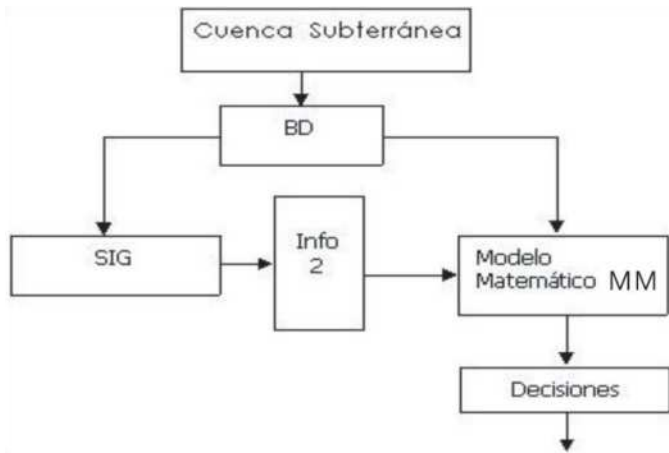 Cuenca Subterránea
BD
SIG
Info
2
Modelo
Matemático MM
Decisiones